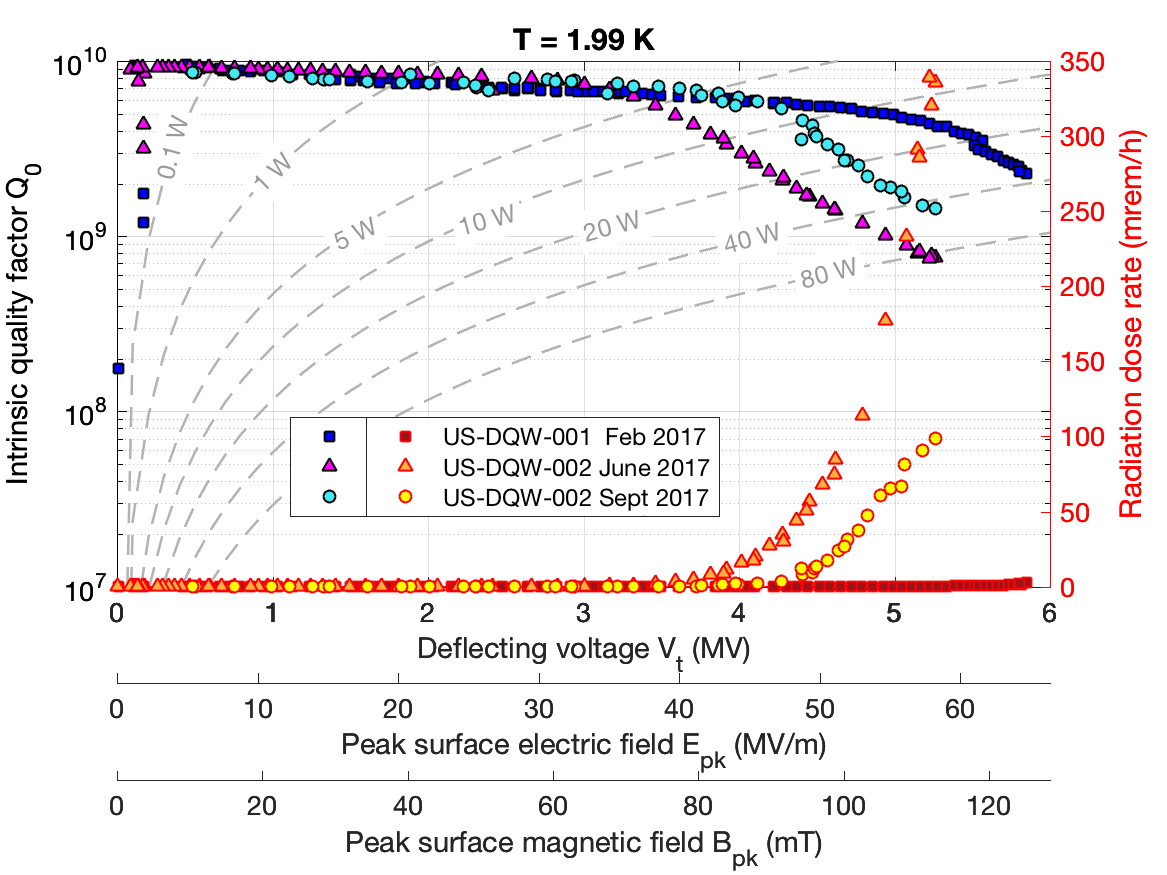 T = 1.99 K
Intrinsic quality factor Q0
10^10
10^9
10^8
10^7
0.1 W
1 W
5 W
10 W
20 W
40 W
80 W
US-DQW-001 Feb 2017
US-DQW-002 June 2017
US-DQW-002 Sept 2017
350
300
250
200
150
100
50
0
Radiation dose rate (mrem/h)
0 1 2 3 4 5 6
Deflecting voltage Vt (MV)
0 10 20 30 40 50 60
Peak surface electric field Epk (MV/m)
0 20 40 60 80 100 120
Peak surface magnetic field Bpk (mT)